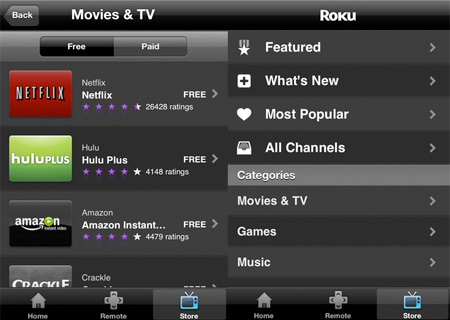 Back
Movies & TV
Free
Paid
NETFLIX
Netflix
Netflix
FREE
26428 ratings
huluPLUS
Hulu
Hulu Plus
FREE
4148 ratings
amazon
instant video
Amazon
Amazon Instant...
FREE
4479 ratings
CRACKLE
Crackle
Home
Remote
Store
ROKU
Featured
What's New
Most Popular
All Channels
Categories
Movies & TV
Games
Music
Home
Remote
Store